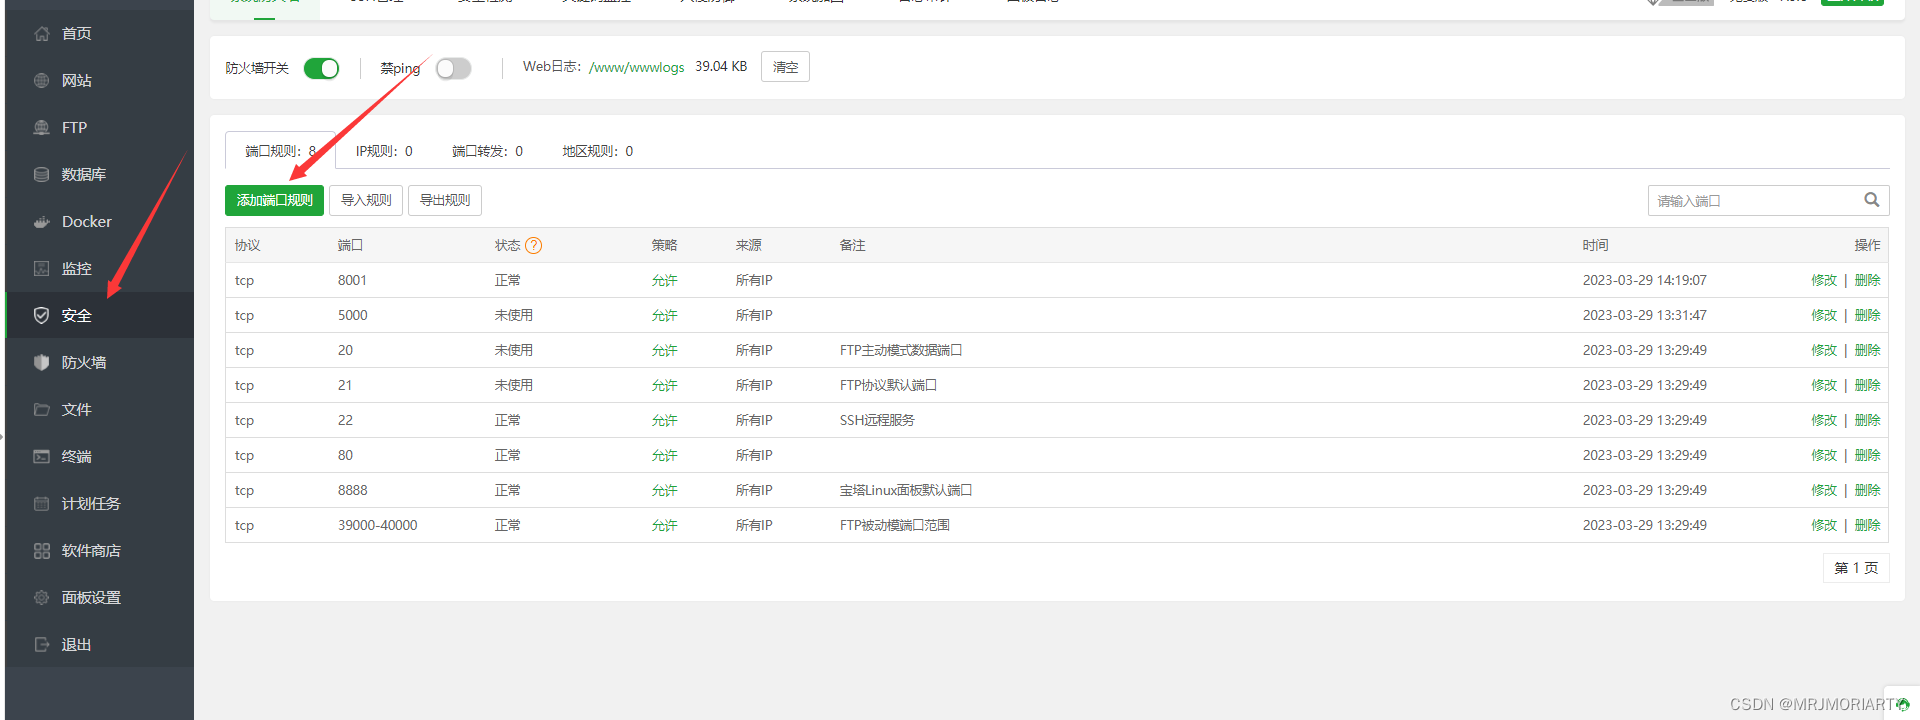 首页
网站
FTP
数据库
Docker
监控
安全
防火墙
文件
终端
计划任务
软件商店
面板设置
退出
防火墙开关 禁ping Web日志：/www/wwwlogs 39.04 KB 清空
端口规则：8 IP规则：0 端口转发：0 地区规则：0
添加端口规则 导入规则 导出规则 请输入端口
协议 端口 状态 ? 策略 来源 备注 时间 操作
tcp 8001 正常 允许 所有IP 2023-03-29 14:19:07 修改 | 删除
tcp 5000 未使用 允许 所有IP 2023-03-29 13:31:47 修改 | 删除
tcp 20 未使用 允许 所有IP FTP主动模式数据端口 2023-03-29 13:29:49 修改 | 删除
tcp 21 未使用 允许 所有IP FTP协议默认端口 2023-03-29 13:29:49 修改 | 删除
tcp 22 正常 允许 所有IP SSH远程服务 2023-03-29 13:29:49 修改 | 删除
tcp 80 正常 允许 所有IP 2023-03-29 13:29:49 修改 | 删除
tcp 8888 正常 允许 所有IP 宝塔Linux面板默认端口 2023-03-29 13:29:49 修改 | 删除
tcp 39000-40000 正常 允许 所有IP FTP被动模端口范围 2023-03-29 13:29:49 修改 | 删除
第 1 页
CSDN @MRJMORIARTY